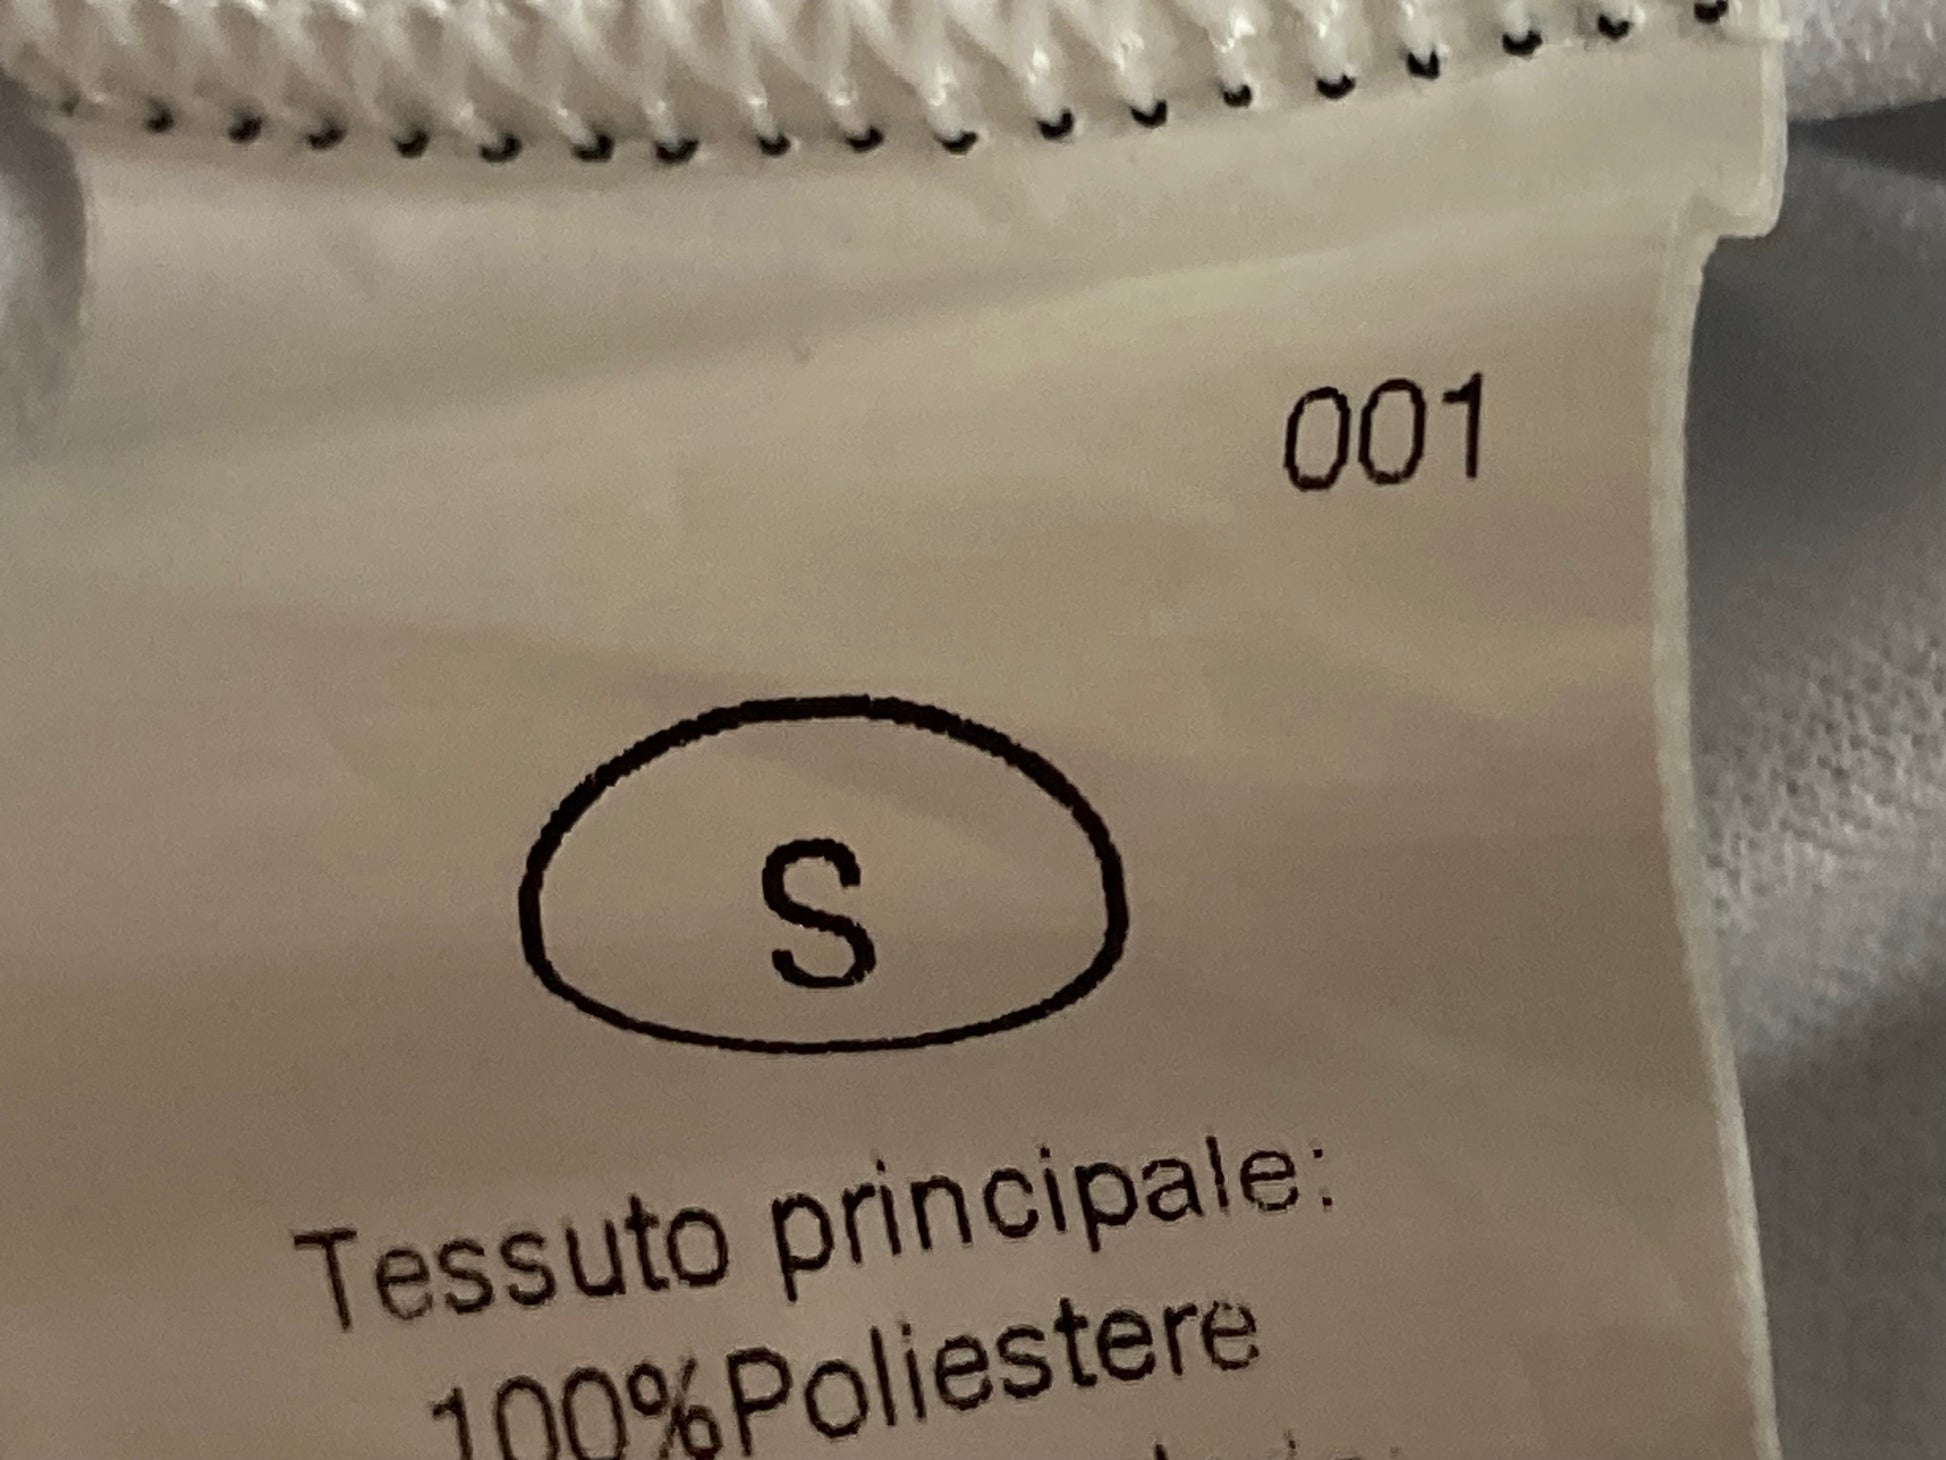 001
S
Tessuto principale:
100%Poliestere